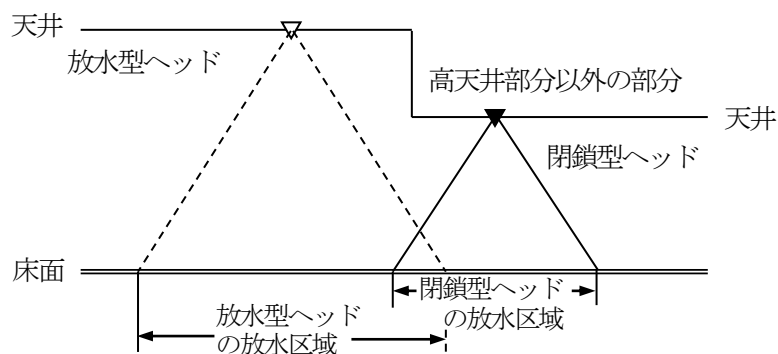 天井
放水型ヘッド
高天井部分以外の部分
天井
閉鎖型ヘッド
床面
閉鎖型ヘッド
の放水区域
放水型ヘッド
の放水区域